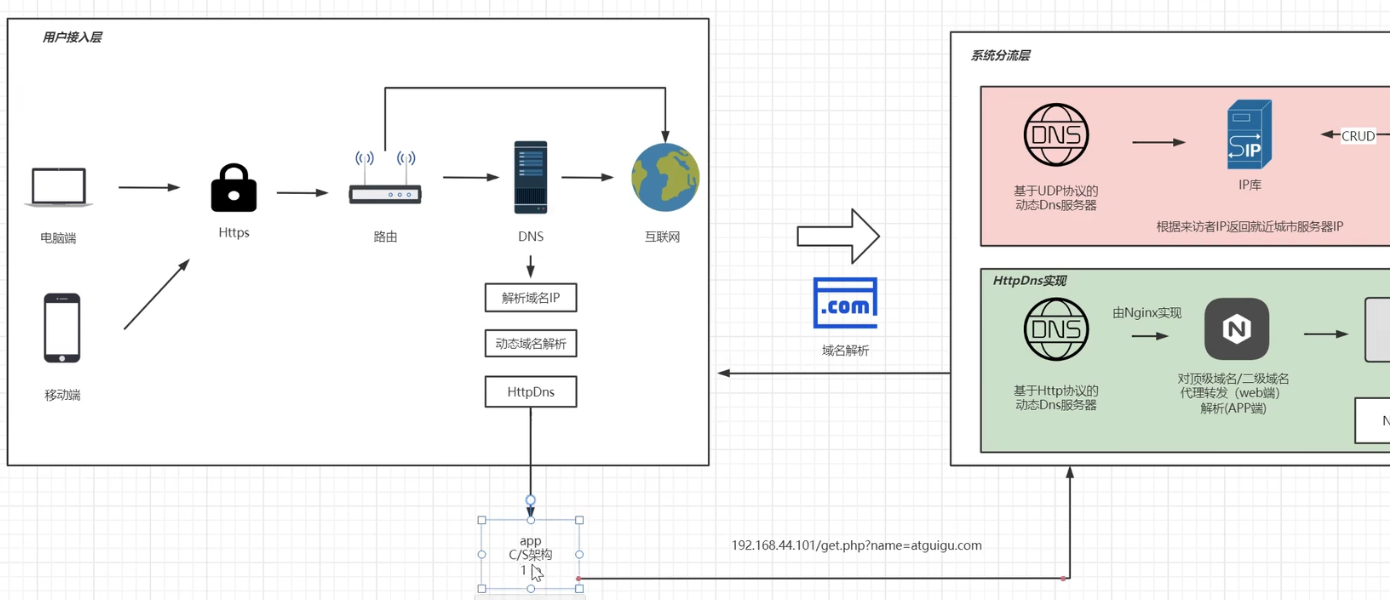 用户接入层
电脑端
移动端
Https
路由
DNS
互联网
解析域名IP
动态域名解析
HttpDns
app
C/S架构
1
.com
域名解析
192.168.44.101/get.php?name=atguigu.com
系统分流层
DNS
基于UDP协议的
动态Dns服务器
IP
IP库
CRUD
根据来访者IP返回就近城市服务器IP
HttpDns实现
DNS
基于Http协议的
动态Dns服务器
由Nginx实现
N
对顶级域名/二级域名
代理转发（web端）
解析(APP端)
N